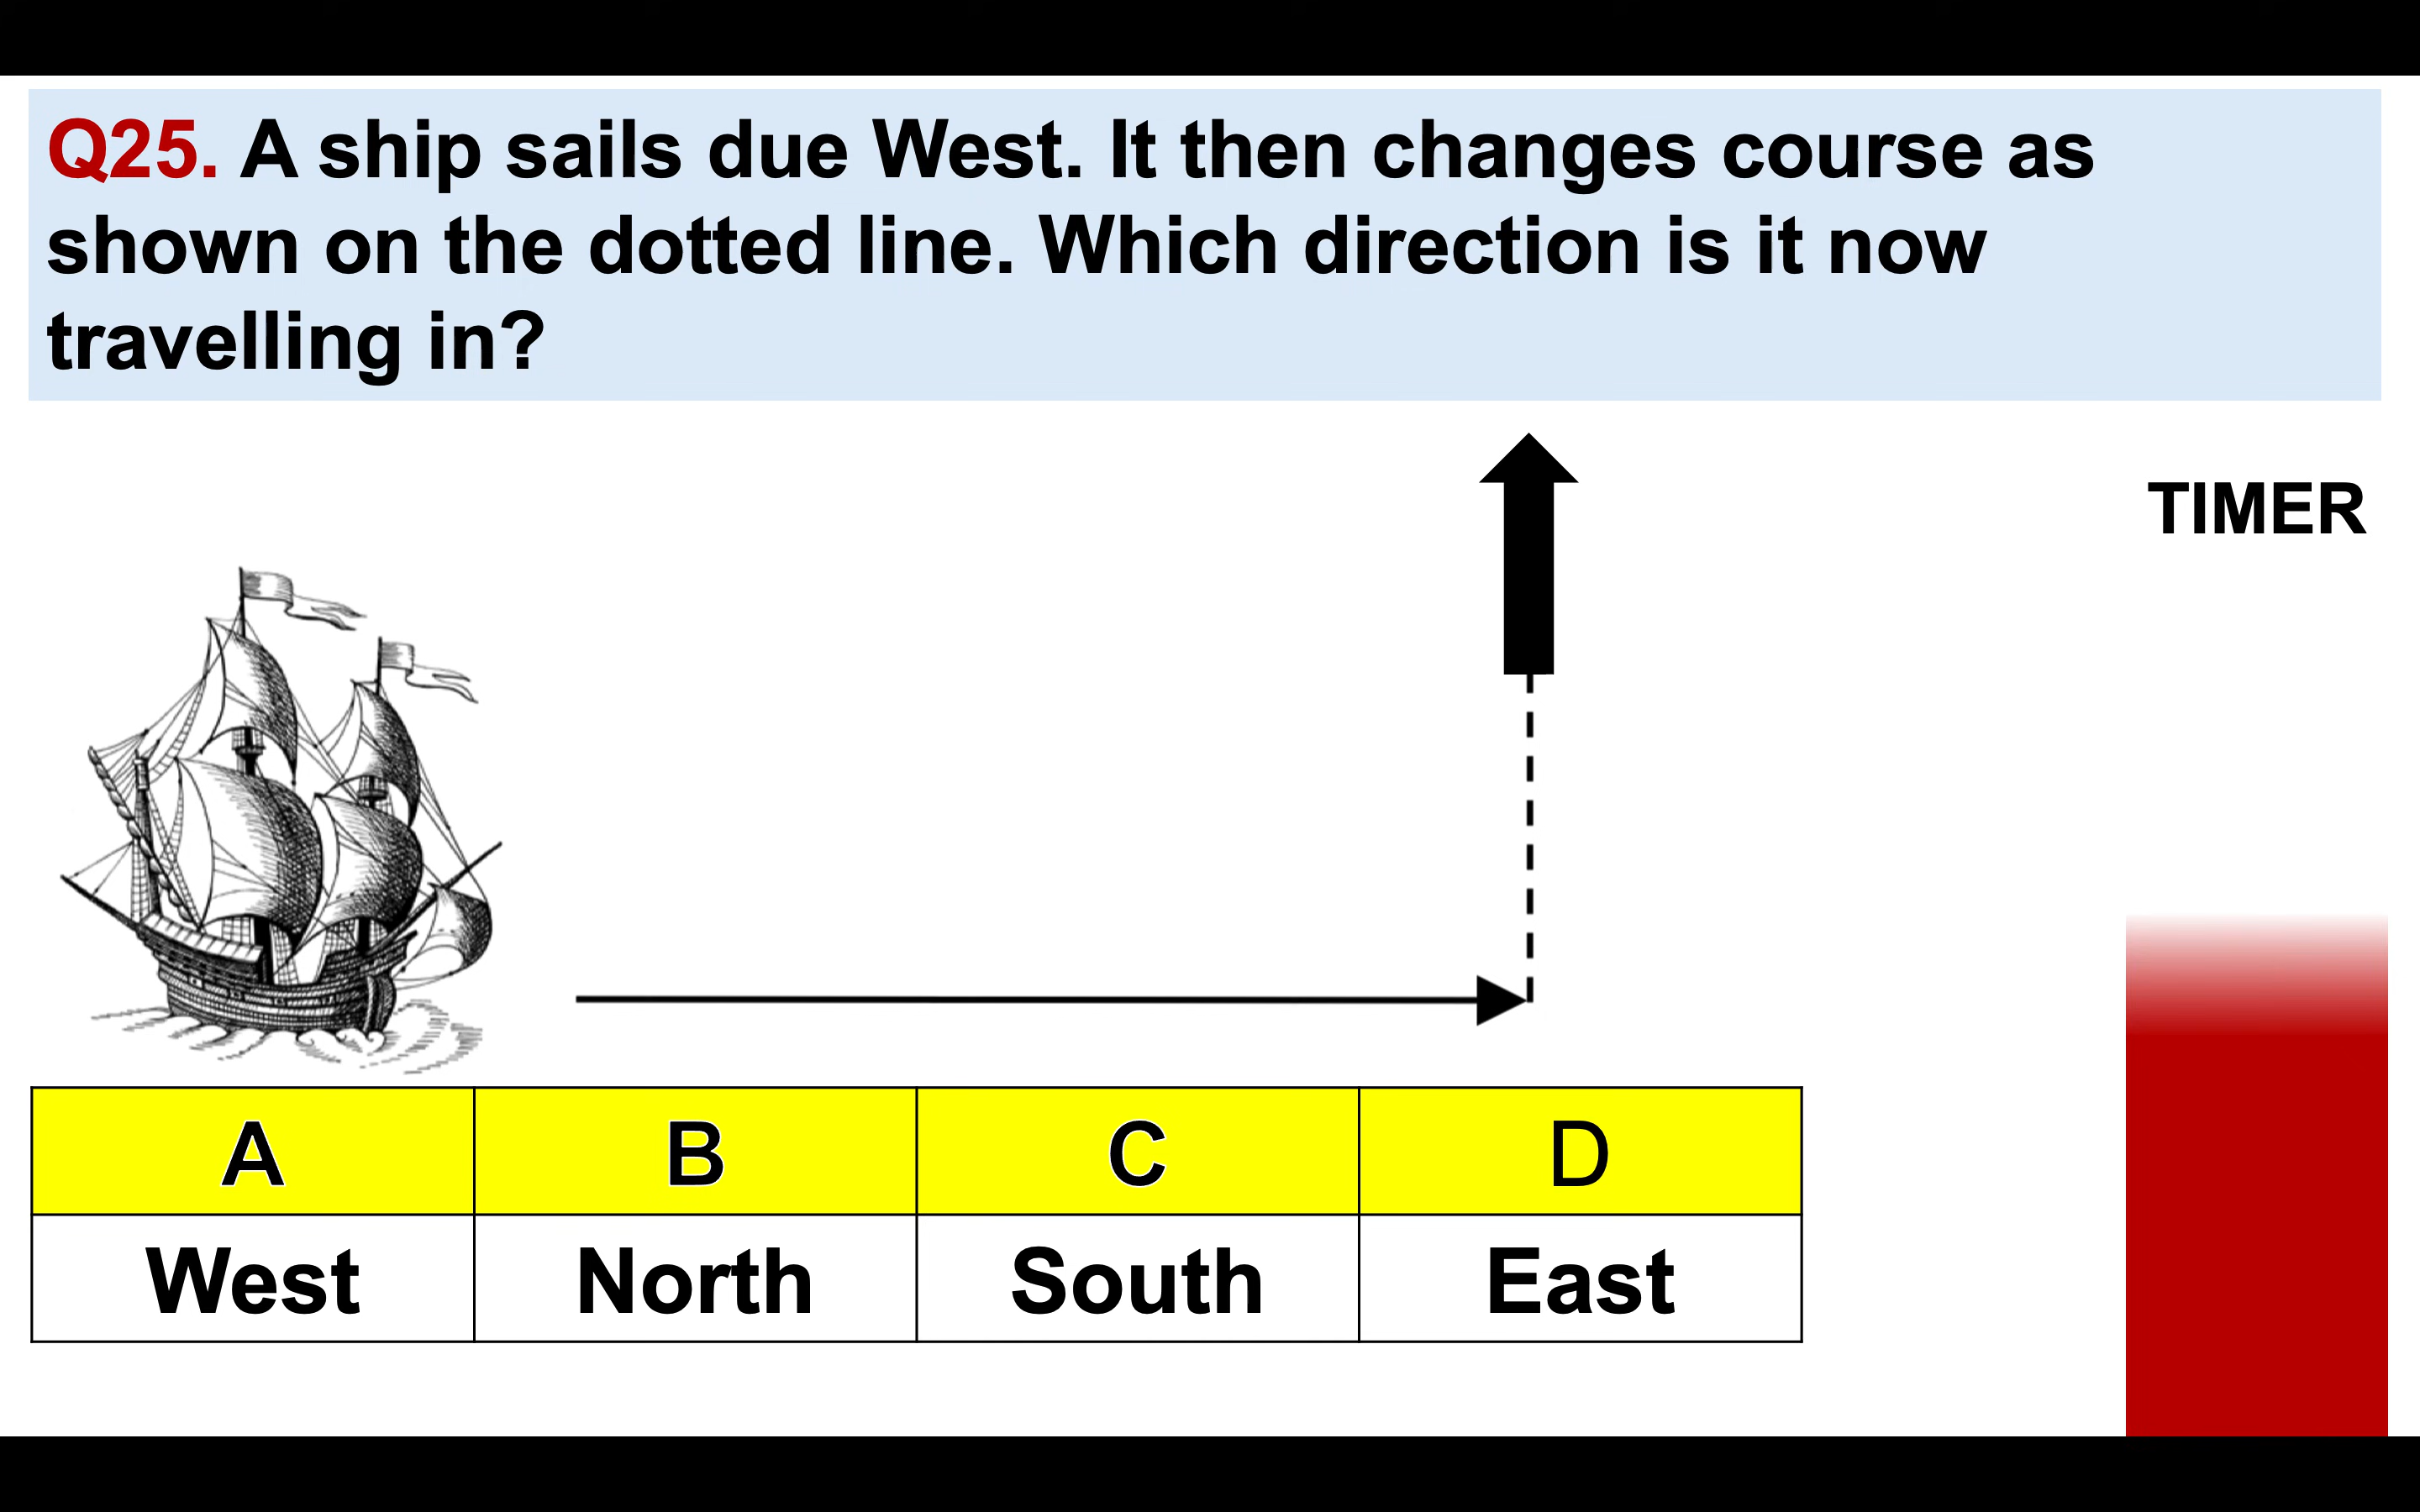 Q25. A ship sails due West. It then changes course as
shown on the dotted line. Which direction is it now
travelling in?
TIMER
A B C D
West North South East